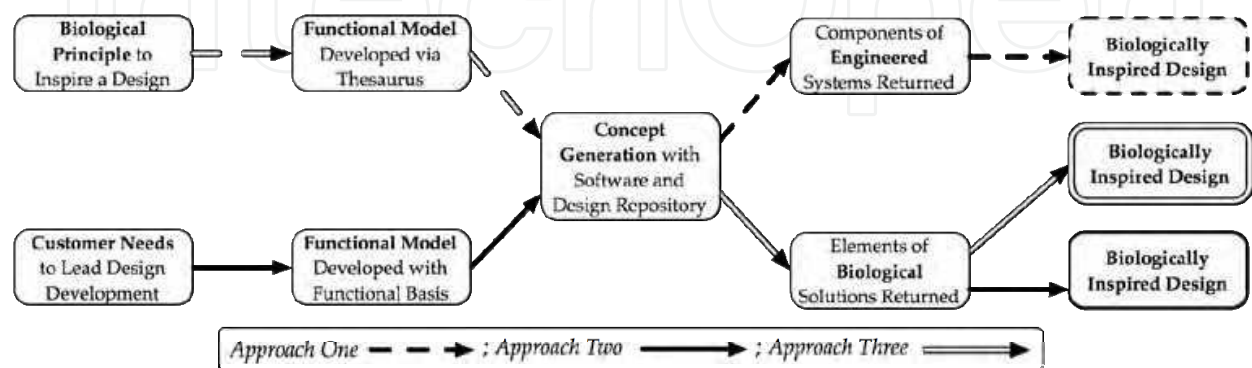 Biological
Principle to
Inspire a Design
Functional Model
Developed via
Thesaurus
Components of
Engineered
Systems Returned
Biologically
Inspired Design
Concept
Generation with
Software and
Design Repository
Biologically
Inspired Design
Customer Needs
to Lead Design
Development
Functional Model
Developed with
Functional Basis
Elements of
Biological
Solutions Returned
Biologically
Inspired Design
Approach One ; Approach Two ; Approach Three